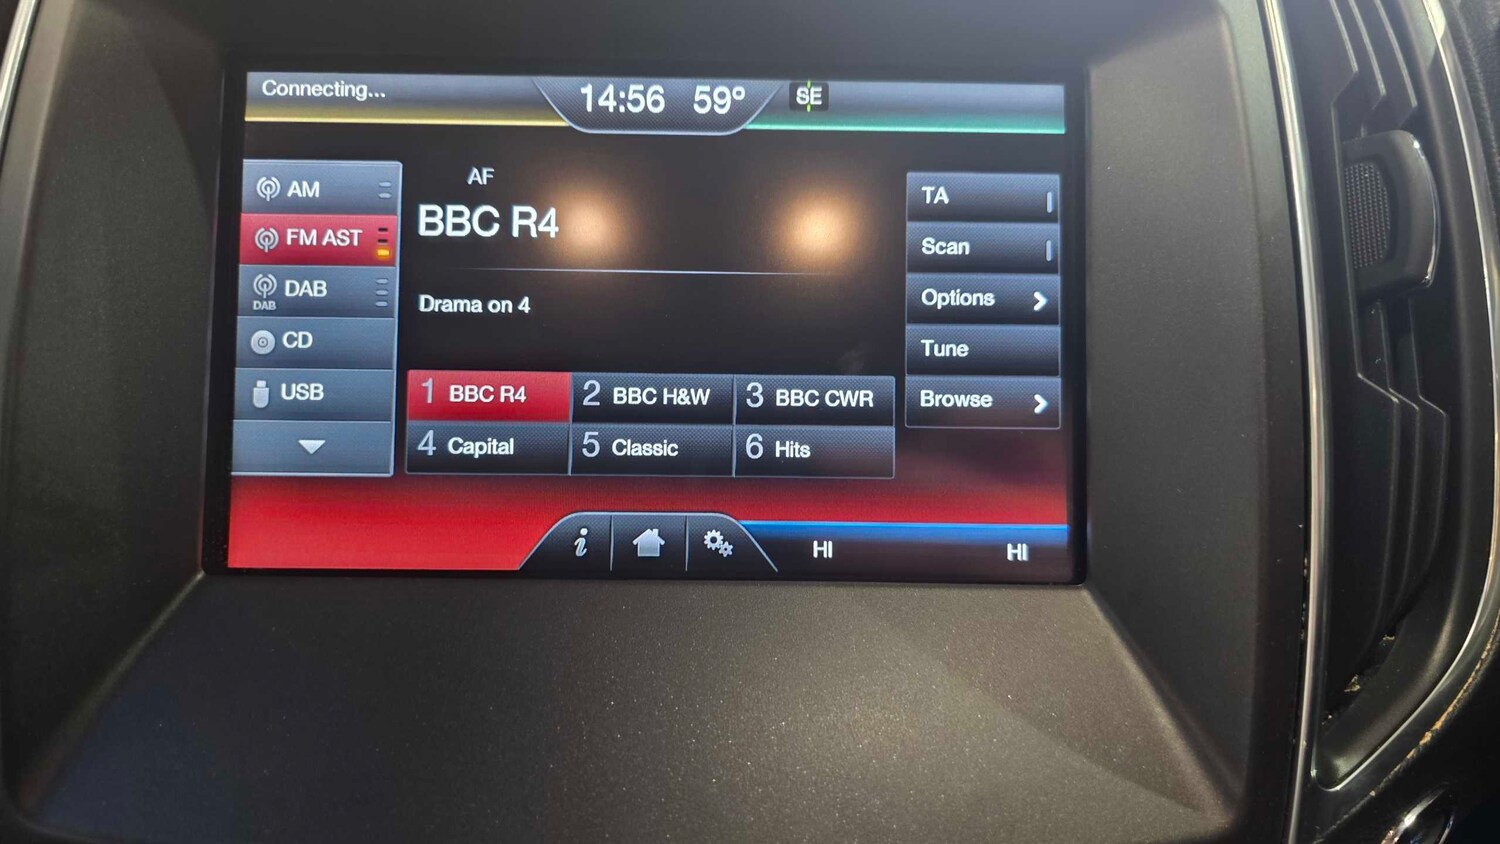 Connecting...
14:56 59° SE
AM
FM AST
DAB
DAB
CD
USB
AF
BBC R4
Drama on 4
1 BBC R4
2 BBC H&W
3 BBC CWR
4 Capital
5 Classic
6 Hits
TA
Scan
Options
Tune
Browse
i
HI
HI